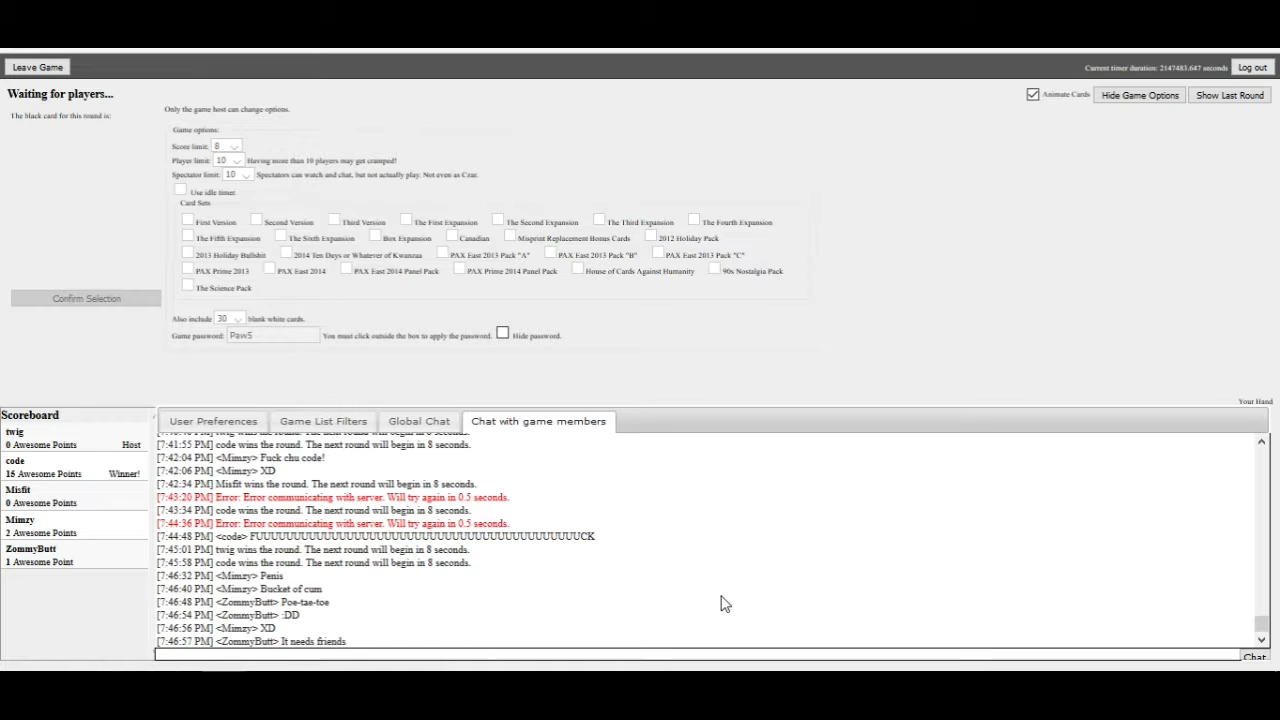 Leave Game
Current timer duration: 2147483.647 seconds
Log out
Waiting for players...
Animate Cards
Hide Game Options
Show Last Round
The black card for this round is:
Only the game host can change options.
Game options:
Score limit: 8
Player limit: 10 Having more than 10 players may get cramped!
Spectator limit: 10 Spectators can watch and chat, but not actually play. Not even as Czar.
Use idle timer.
Card Sets
First Version Second Version Third Version The First Expansion The Second Expansion The Third Expansion The Fourth Expansion
The Fifth Expansion The Sixth Expansion Box Expansion Canadian Misprint Replacement Bonus Cards 2012 Holiday Pack
2013 Holiday Bullshit 2014 Ten Days or Whatever of Kwanzaa PAX East 2013 Pack "A" PAX East 2013 Pack "B" PAX East 2013 Pack "C"
PAX Prime 2013 PAX East 2014 PAX East 2014 Panel Pack PAX Prime 2014 Panel Pack House of Cards Against Humanity 90s Nostalgia Pack
The Science Pack
Confirm Selection
Also include 30 blank white cards.
Game password: PawS You must click outside the box to apply the password. Hide password.
Your Hand
Scoreboard
twig
0 Awesome Points Host
code
15 Awesome Points Winner!
Misfit
0 Awesome Points
Mimzy
2 Awesome Points
ZommyButt
1 Awesome Point
User Preferences
Game List Filters
Global Chat
Chat with game members
[7:41:55 PM] code wins the round. The next round will begin in 8 seconds.
[7:42:04 PM] <Mimzy> Fuck chu code!
[7:42:06 PM] <Mimzy> XD
[7:42:34 PM] Misfit wins the round. The next round will begin in 8 seconds.
[7:43:20 PM] Error: Error communicating with server. Will try again in 0.5 seconds.
[7:43:34 PM] code wins the round. The next round will begin in 8 seconds.
[7:44:36 PM] Error: Error communicating with server. Will try again in 0.5 seconds.
[7:44:48 PM] <code> FUUUUUUUUUUUUUUUUUUUUUUUUUUUUUUUUUUUUUUUUUUUUCK
[7:45:01 PM] twig wins the round. The next round will begin in 8 seconds.
[7:45:58 PM] code wins the round. The next round will begin in 8 seconds.
[7:46:32 PM] <Mimzy> Penis
[7:46:40 PM] <Mimzy> Bucket of cum
[7:46:48 PM] <ZommyButt> Poe-tae-toe
[7:46:54 PM] <ZommyButt> :DD
[7:46:56 PM] <Mimzy> XD
[7:46:57 PM] <ZommyButt> It needs friends
Chat